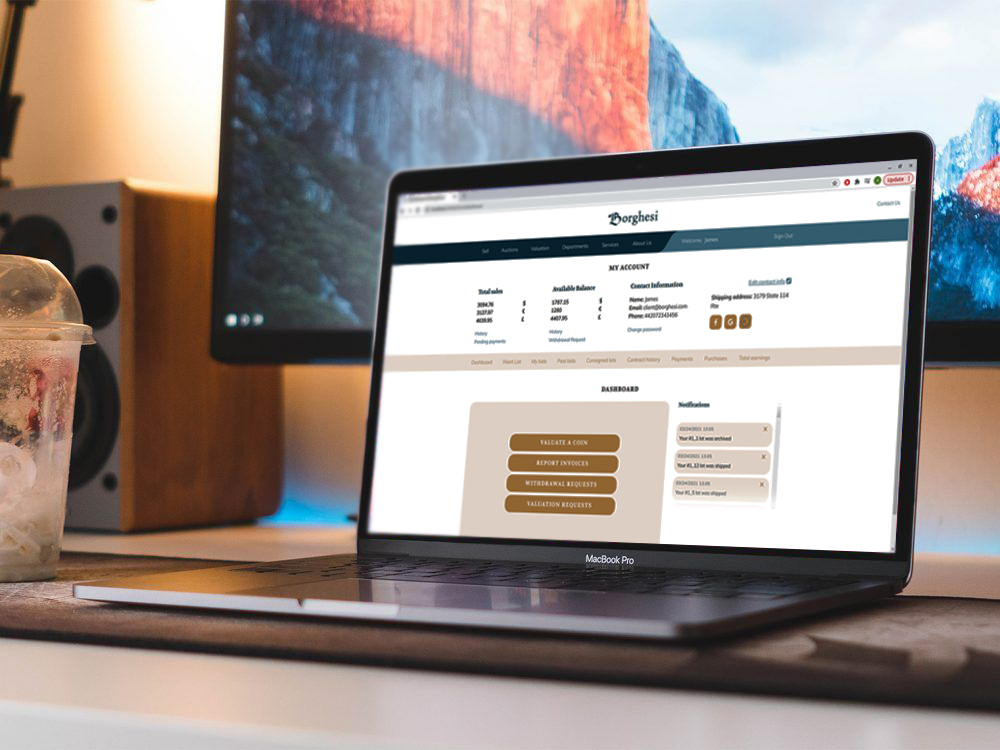 Update
Contact Us
Borghesi
Sell Auctions Valuation Departments Services About Us Welcome, James Sign Out
MY ACCOUNT
Total sales
3094.76 $
3137.97 €
4439.95 £
History
Pending payments
Available Balance
1707.15 $
1280 €
4407.95 £
History
Withdrawal Request
Contact Information
Name: James
Email: client@borghesi.com
Phone: 442072343456
Change password
Edit contact info
Shipping address: 3179 State 114
Rte
Dashboard Want List My bids Past bids Consigned lots Contract history Payments Purchases Total earnings
DASHBOARD
VALUATE A COIN
REPORT INVOICES
WITHDRAWAL REQUESTS
VALUATION REQUESTS
Notifications
03/24/2021 13:05 X
Your #1_1 lot was archived
03/24/2021 13:05 X
Your #1_12 lot was shipped
03/24/2021 13:05 X
Your #1_5 lot was shipped
MacBook Pro